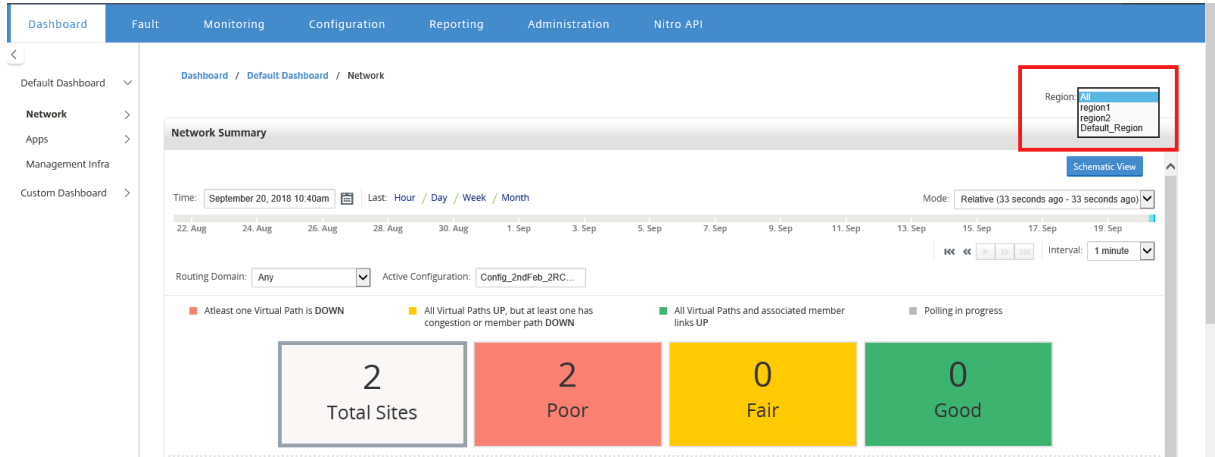 Dashboard Fault Monitoring Configuration Reporting Administration Nitro API
Default Dashboard
Network
Apps
Management Infra
Custom Dashboard
Dashboard / Default Dashboard / Network
Region: All
region1
region2
Default_Region
Network Summary
Schematic View
Time: September 20, 2018 10:40am Last: Hour / Day / Week / Month Mode: Relative (33 seconds ago - 33 seconds ago)
22. Aug 24. Aug 26. Aug 28. Aug 30. Aug 1. Sep 3. Sep 5. Sep 7. Sep 9. Sep 11. Sep 13. Sep 15. Sep 17. Sep 19. Sep
Interval: 1 minute
Routing Domain: Any Active Configuration: Config_2ndFeb_2RC...
Atleast one Virtual Path is DOWN
All Virtual Paths UP, but at least one has
congestion or member path DOWN
All Virtual Paths and associated member
links UP
Polling in progress
2
Total Sites
2
Poor
0
Fair
0
Good